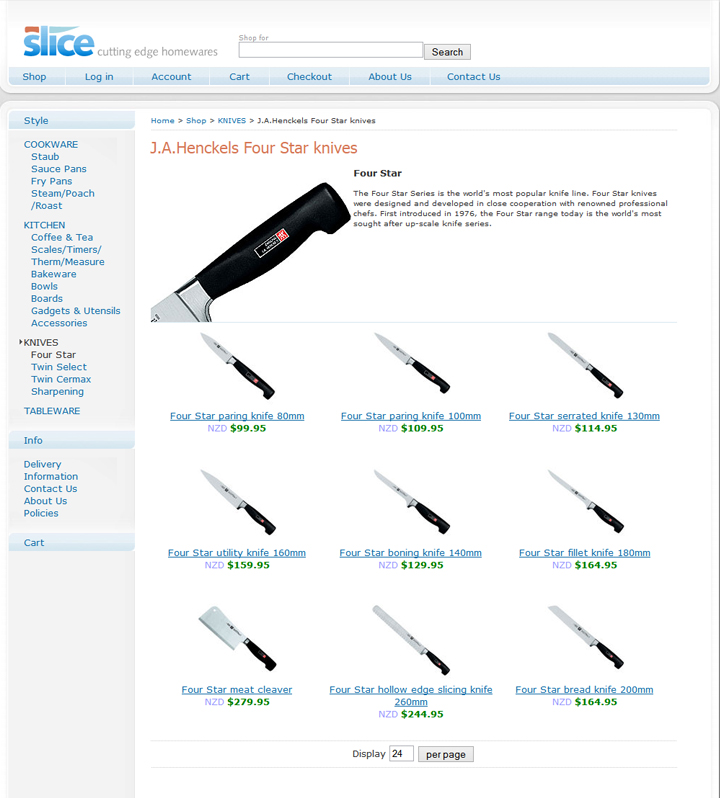 slice cutting edge homewares
Shop for
Search
Shop Log in Account Cart Checkout About Us Contact Us
Style
COOKWARE
Staub
Sauce Pans
Fry Pans
Steam/Poach
/Roast
KITCHEN
Coffee & Tea
Scales/Timers/
Therm/Measure
Bakeware
Bowls
Boards
Gadgets & Utensils
Accessories
KNIVES
Four Star
Twin Select
Twin Cermax
Sharpening
TABLEWARE
Info
Delivery
Information
Contact Us
About Us
Policies
Cart
Home > Shop > KNIVES > J.A.Henckels Four Star knives
J.A.Henckels Four Star knives
Four Star
The Four Star Series is the world's most popular knife line. Four Star knives
were designed and developed in close cooperation with renowned professional
chefs. First introduced in 1976, the Four Star range today is the world's most
sought after up-scale knife series.
Four Star paring knife 80mm
NZD $99.95
Four Star paring knife 100mm
NZD $109.95
Four Star serrated knife 130mm
NZD $114.95
Four Star utility knife 160mm
NZD $159.95
Four Star boning knife 140mm
NZD $129.95
Four Star fillet knife 180mm
NZD $164.95
Four Star meat cleaver
NZD $279.95
Four Star hollow edge slicing knife
260mm
NZD $244.95
Four Star bread knife 200mm
NZD $164.95
Display 24 per page